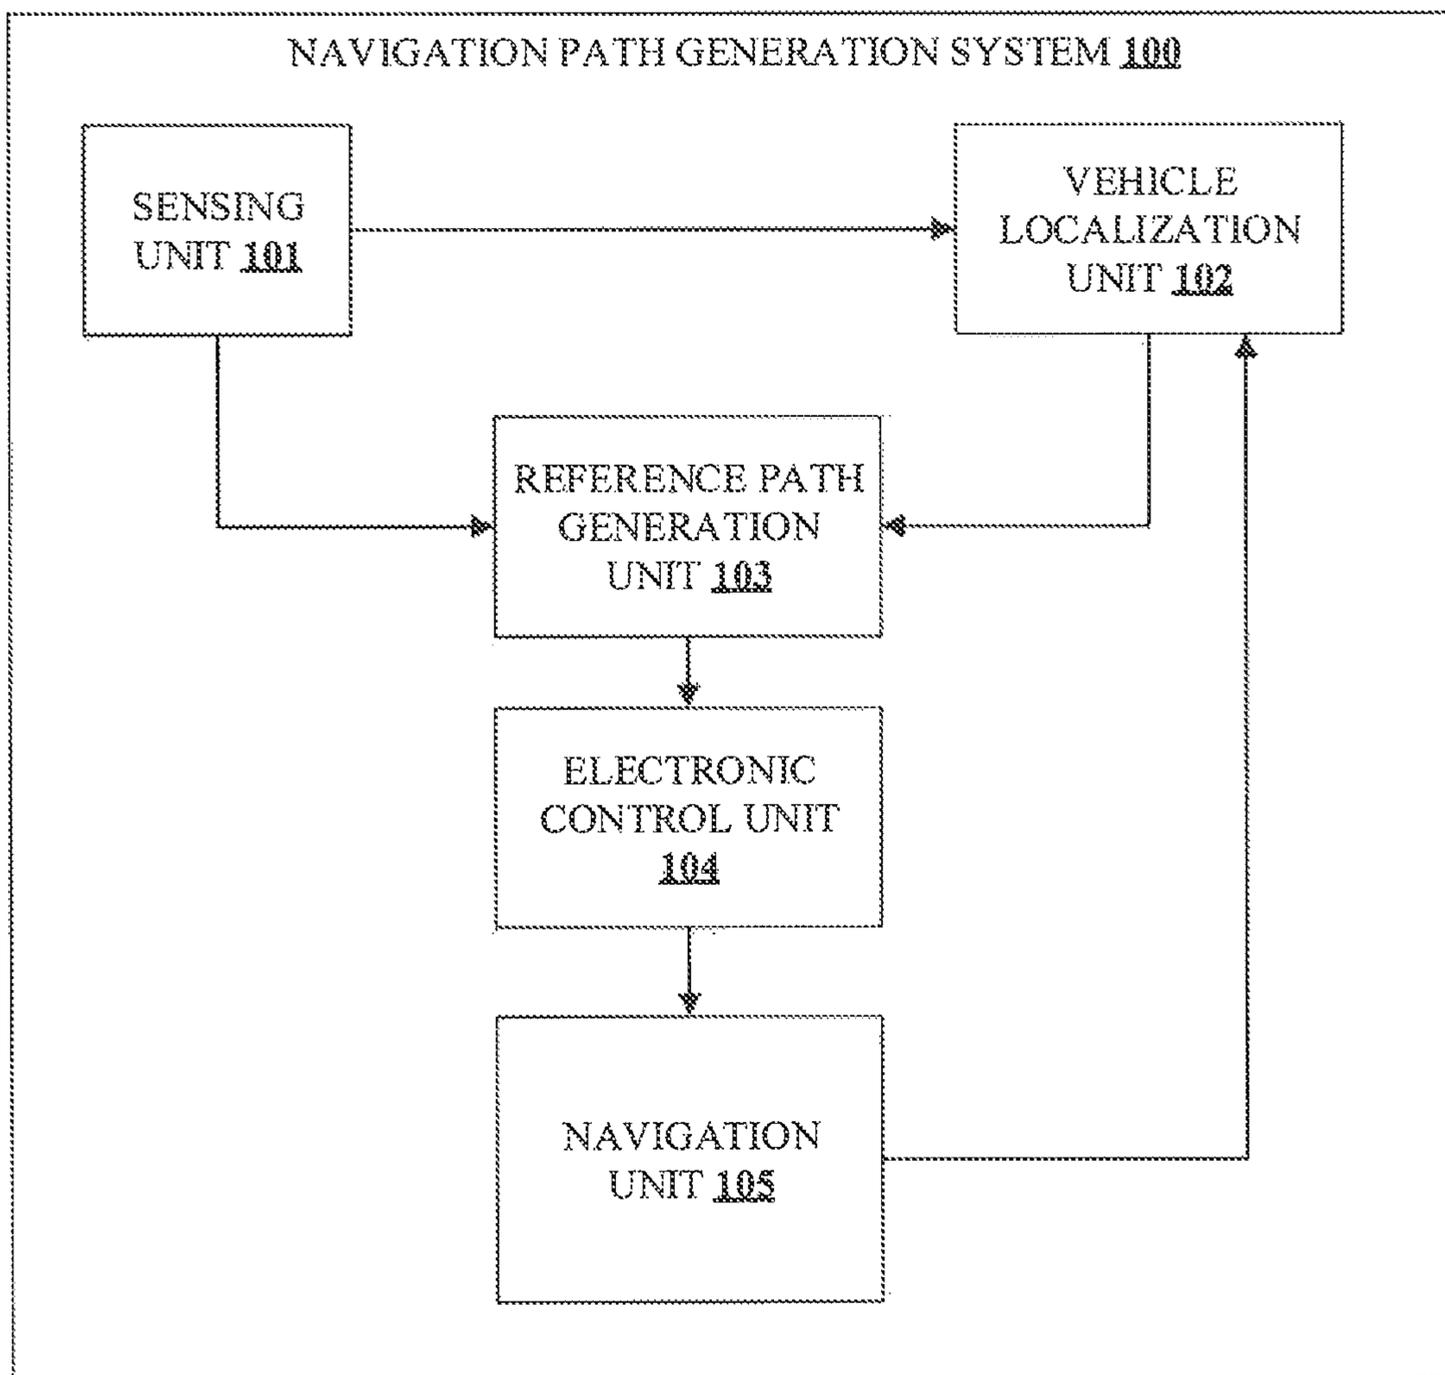 NAVIGATION PATH GENERATION SYSTEM 100
SENSING
UNIT 101
VEHICLE
LOCALIZATION
UNIT 102
REFERENCE PATH
GENERATION
UNIT 103
ELECTRONIC
CONTROL UNIT
104
NAVIGATION
UNIT 105